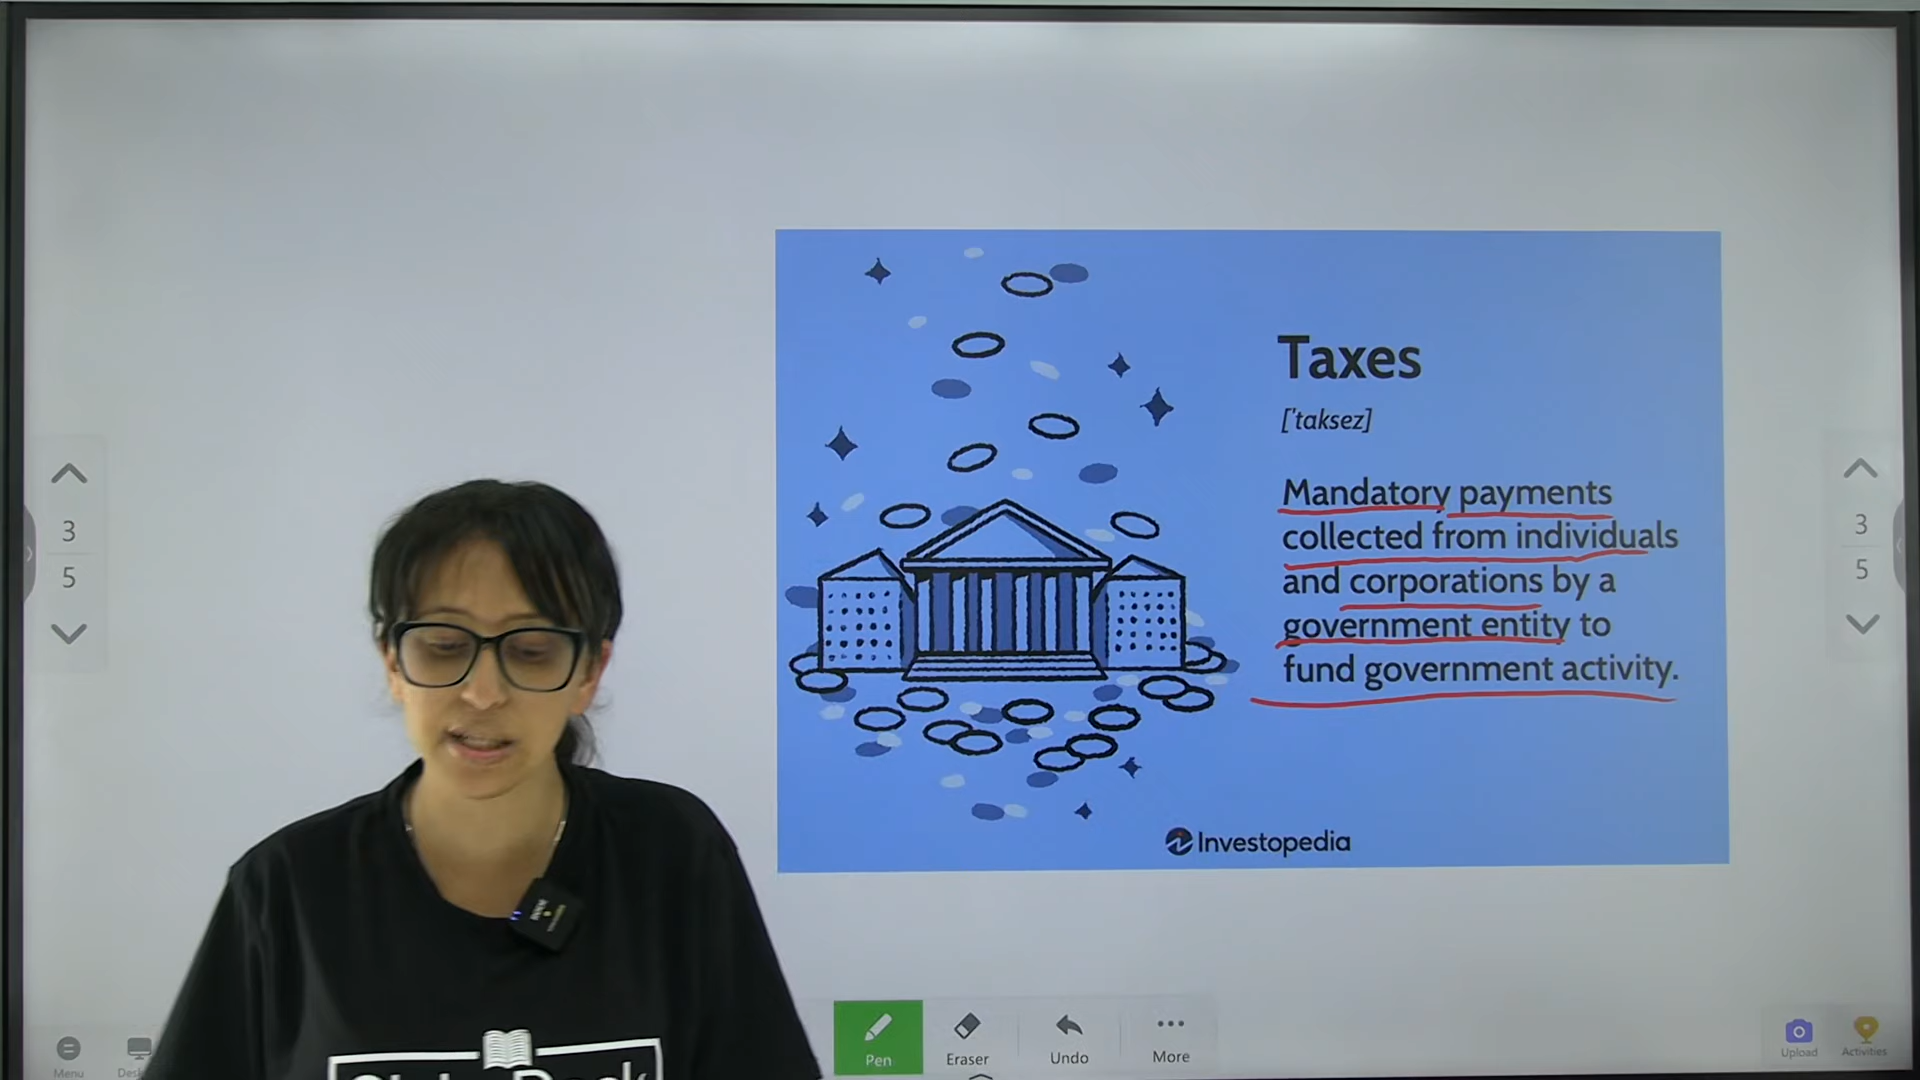 Taxes
['taksez]
Mandatory payments
collected from individuals
and corporations by a
government entity to
fund government activity.
Investopedia
3
5
3
5
Menu
Pen
Eraser
Undo
More
Upload
Activities